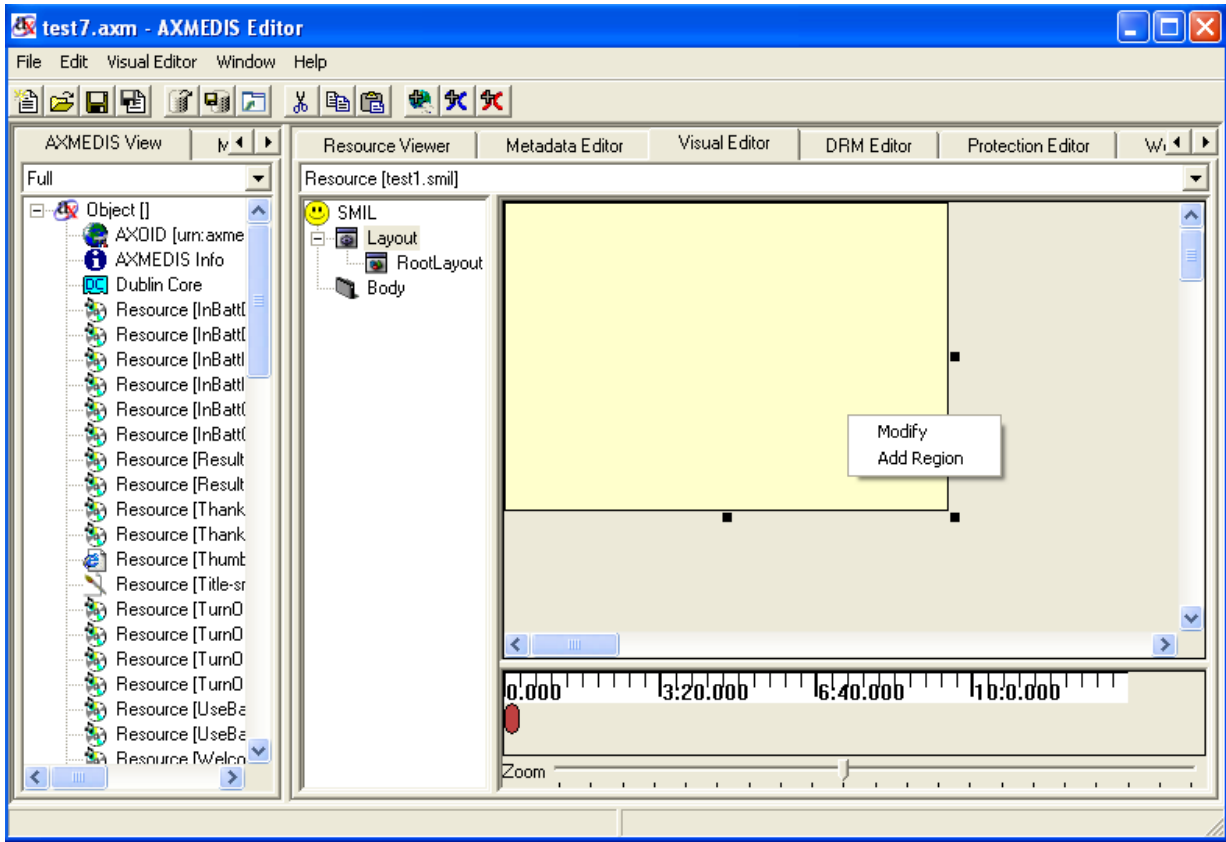 test7.axm - AXMEDIS Editor
File Edit Visual Editor Window Help
AXMEDIS View
Resource Viewer Metadata Editor Visual Editor DRM Editor Protection Editor
Full
Resource [test1.smil]
Object []
AXOID [urn:axme
AXMEDIS Info
Dublin Core
Resource [InBatt
Resource [InBatt
Resource [InBatt
Resource [InBatt
Resource [InBatt
Resource [InBatt
Resource [Result
Resource [Result
Resource [Thank
Resource [Thank
Resource [Thumb
Resource [Title-sr
Resource [TurnO
Resource [TurnO
Resource [TurnO
Resource [TurnO
Resource [UseBa
Resource [UseBa
Resource [Welco
SMIL
Layout
RootLayout
Body
Modify
Add Region
0.000 3:20.000 6:40.000 10:0.000
Zoom